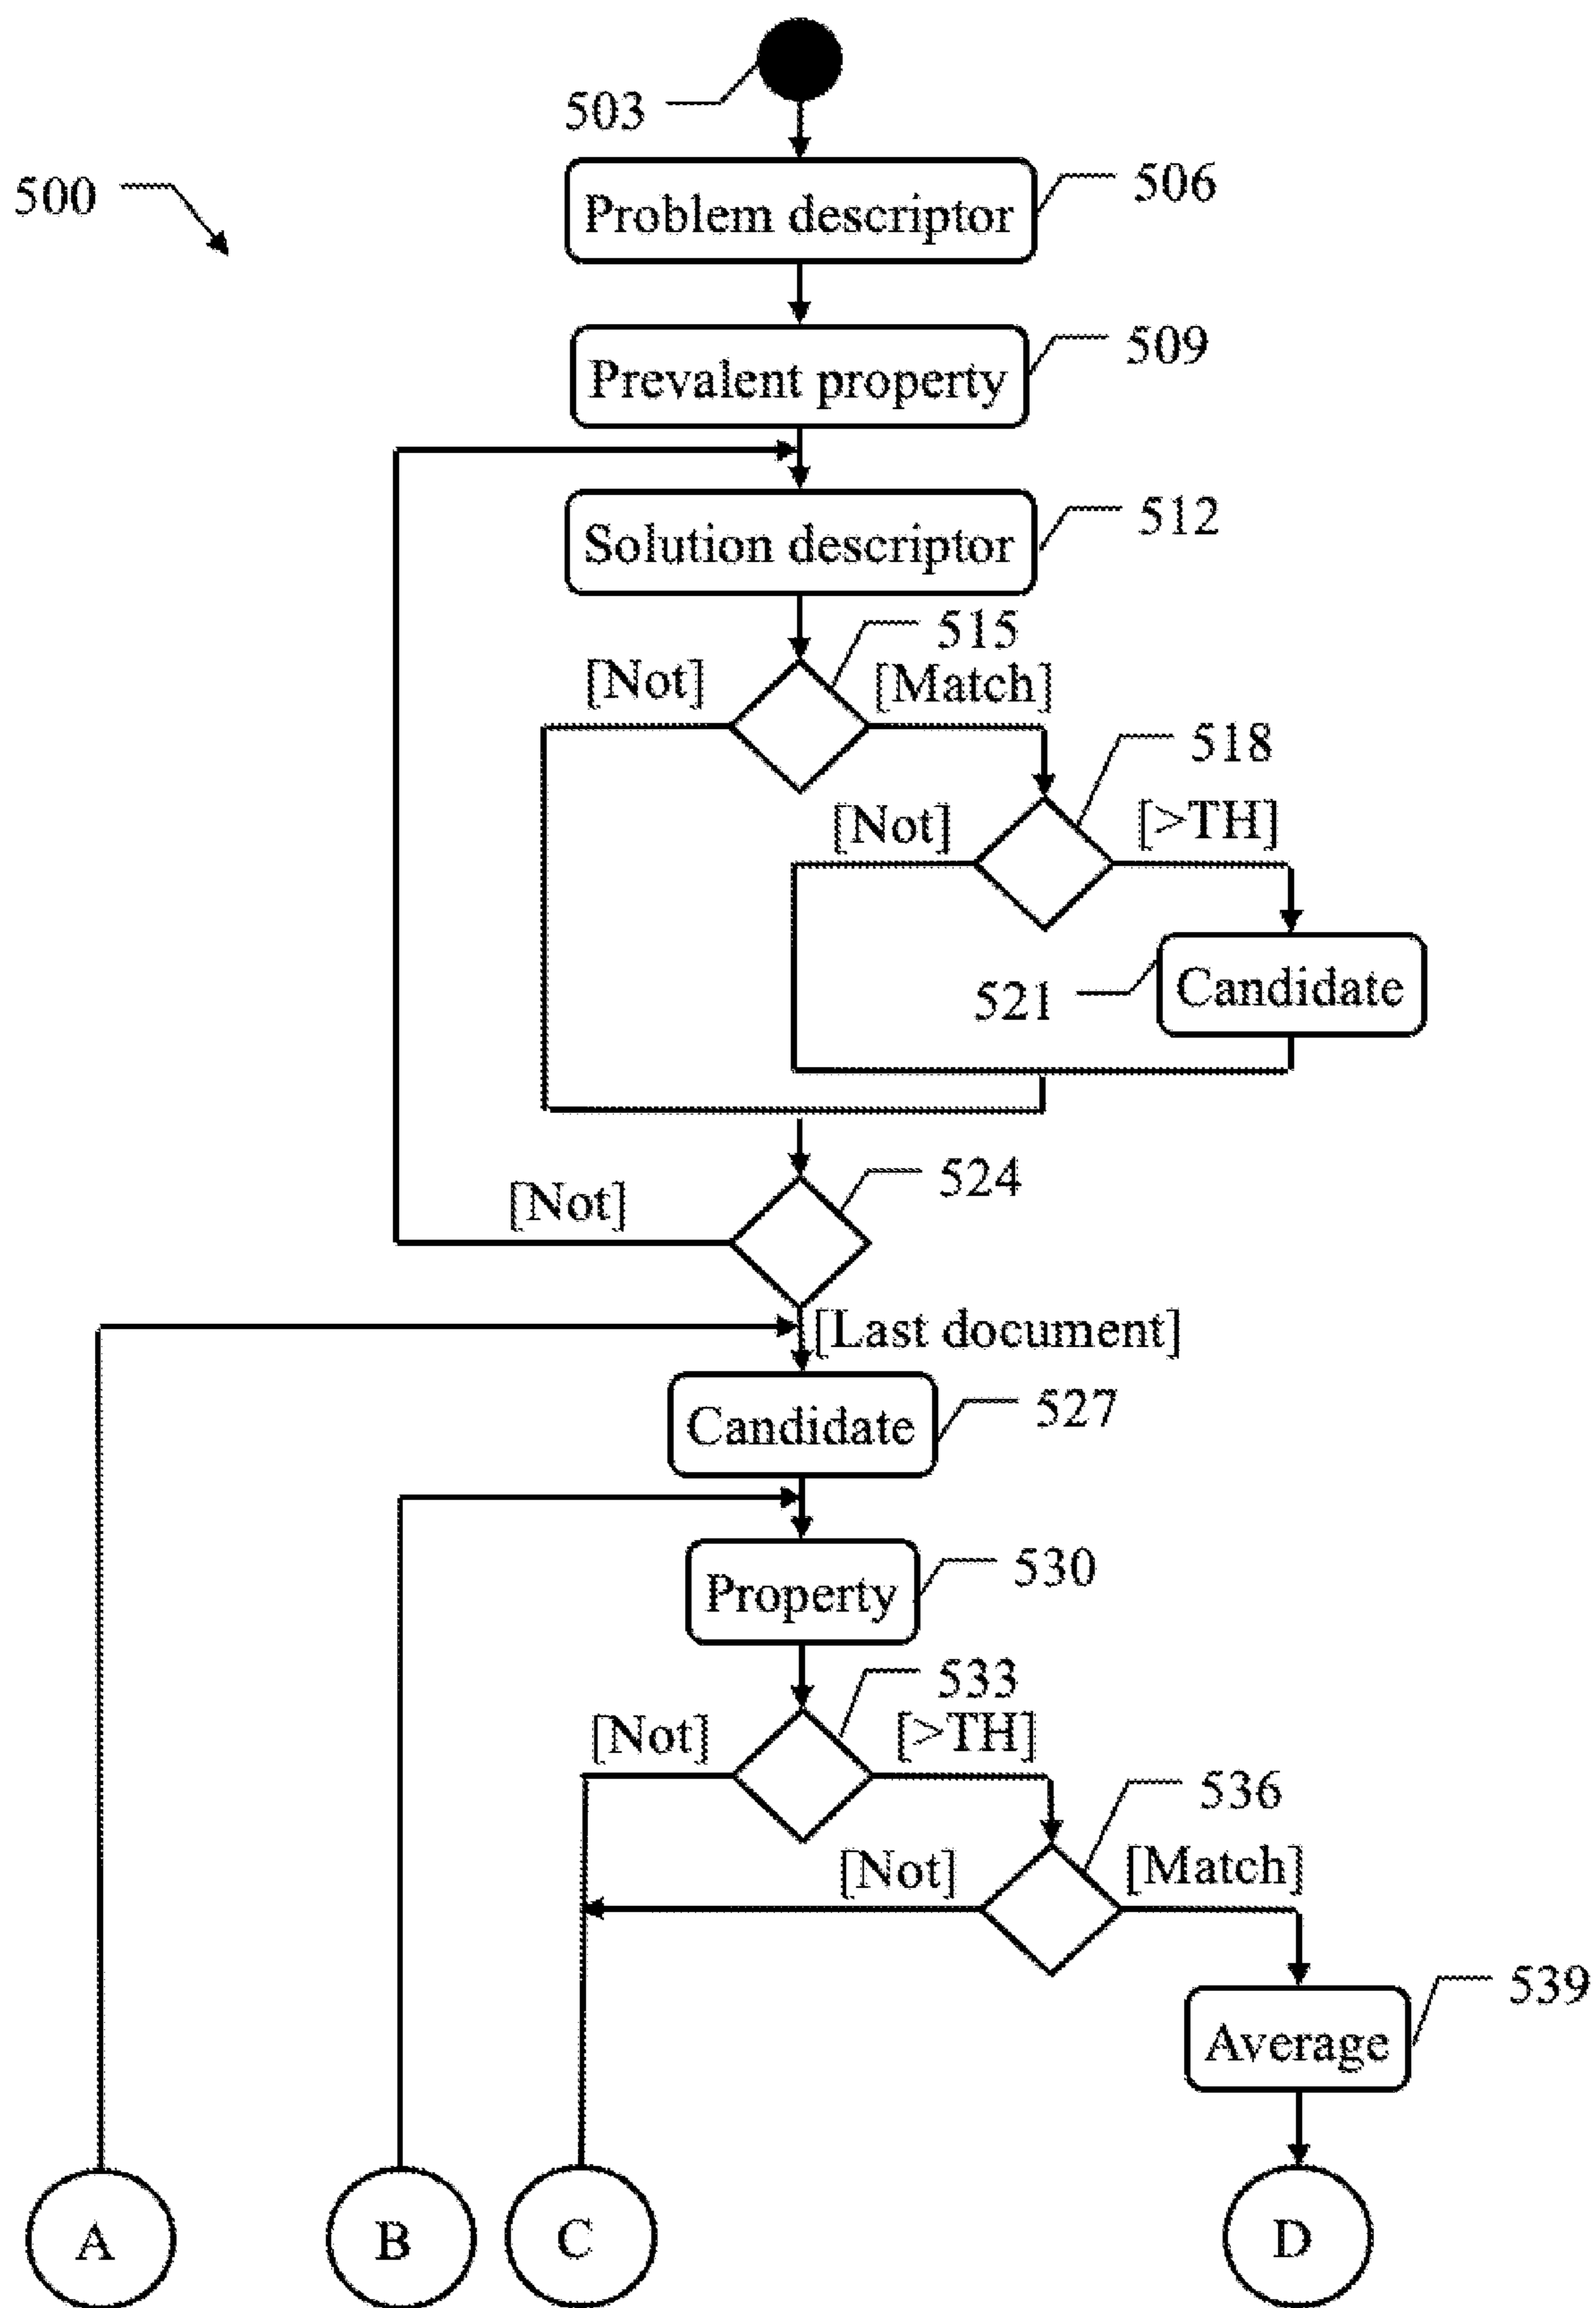 503
500
Problem descriptor
506
Prevalent property
509
Solution descriptor
512
515
[Not]
[Match]
518
[Not]
[>TH]
521
Candidate
524
[Not]
[Last document]
Candidate
527
Property
530
533
[Not]
[>TH]
536
[Not]
[Match]
539
Average
A
B
C
D